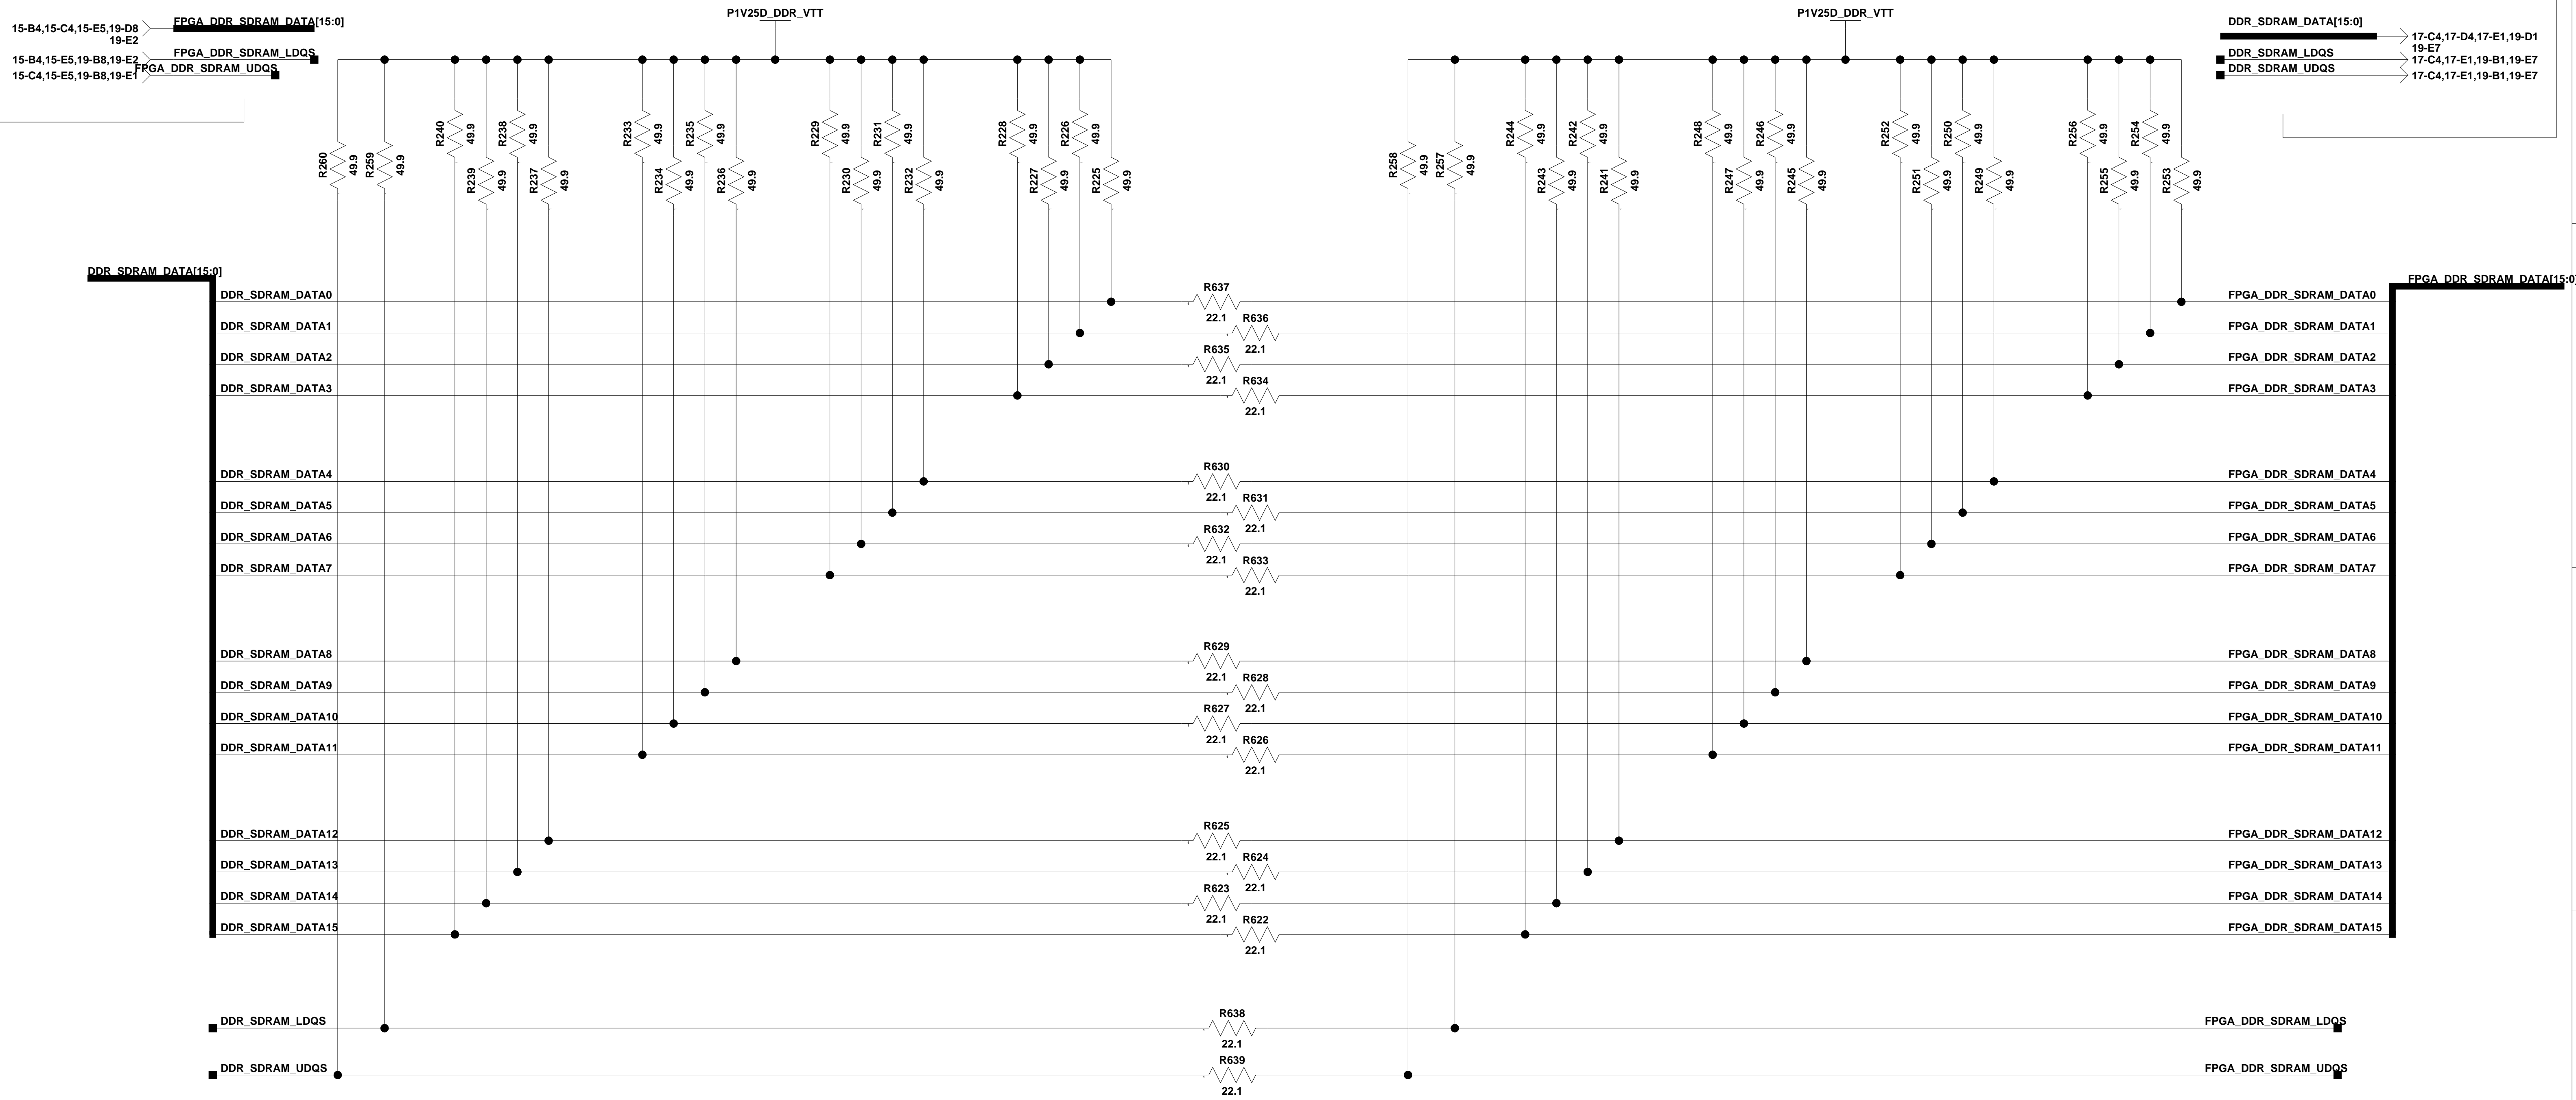 P1V25D_DDR_VTT
P1V25D_DDR_VTT
15-B4,15-C4,15-E5,19-D8
19-E2
FPGA_DDR_SDRAM_DATA[15:0]
15-B4,15-E5,19-B8,19-E2
FPGA_DDR_SDRAM_LDQS
15-C4,15-E5,19-B8,19-E1
FPGA_DDR_SDRAM_UDQS
DDR_SDRAM_DATA[15:0]
17-C4,17-D4,17-E1,19-D1
19-E7
DDR_SDRAM_LDQS
17-C4,17-E1,19-B1,19-E7
DDR_SDRAM_UDQS
17-C4,17-E1,19-B1,19-E7
R260
49.9
R259
49.9
R240
49.9
R239
49.9
R238
49.9
R237
49.9
R233
49.9
R234
49.9
R235
49.9
R236
49.9
R229
49.9
R230
49.9
R231
49.9
R232
49.9
R228
49.9
R227
49.9
R226
49.9
R225
49.9
R258
49.9
R257
49.9
R244
49.9
R243
49.9
R242
49.9
R241
49.9
R248
49.9
R247
49.9
R246
49.9
R245
49.9
R252
49.9
R251
49.9
R250
49.9
R249
49.9
R256
49.9
R255
49.9
R254
49.9
R253
49.9
DDR_SDRAM_DATA[15:0]
FPGA_DDR_SDRAM_DATA[15:0
DDR_SDRAM_DATA0
R637
22.1
FPGA_DDR_SDRAM_DATA0
DDR_SDRAM_DATA1
R636
22.1
FPGA_DDR_SDRAM_DATA1
DDR_SDRAM_DATA2
R635
22.1
FPGA_DDR_SDRAM_DATA2
DDR_SDRAM_DATA3
R634
22.1
FPGA_DDR_SDRAM_DATA3
DDR_SDRAM_DATA4
R630
22.1
FPGA_DDR_SDRAM_DATA4
DDR_SDRAM_DATA5
R631
22.1
FPGA_DDR_SDRAM_DATA5
DDR_SDRAM_DATA6
R632
22.1
FPGA_DDR_SDRAM_DATA6
DDR_SDRAM_DATA7
R633
22.1
FPGA_DDR_SDRAM_DATA7
DDR_SDRAM_DATA8
R629
22.1
FPGA_DDR_SDRAM_DATA8
DDR_SDRAM_DATA9
R628
22.1
FPGA_DDR_SDRAM_DATA9
DDR_SDRAM_DATA10
R627
22.1
FPGA_DDR_SDRAM_DATA10
DDR_SDRAM_DATA11
R626
22.1
FPGA_DDR_SDRAM_DATA11
DDR_SDRAM_DATA12
R625
22.1
FPGA_DDR_SDRAM_DATA12
DDR_SDRAM_DATA13
R624
22.1
FPGA_DDR_SDRAM_DATA13
DDR_SDRAM_DATA14
R623
22.1
FPGA_DDR_SDRAM_DATA14
DDR_SDRAM_DATA15
R622
22.1
FPGA_DDR_SDRAM_DATA15
DDR_SDRAM_LDQS
R638
22.1
FPGA_DDR_SDRAM_LDQS
DDR_SDRAM_UDQS
R639
22.1
FPGA_DDR_SDRAM_UDQS